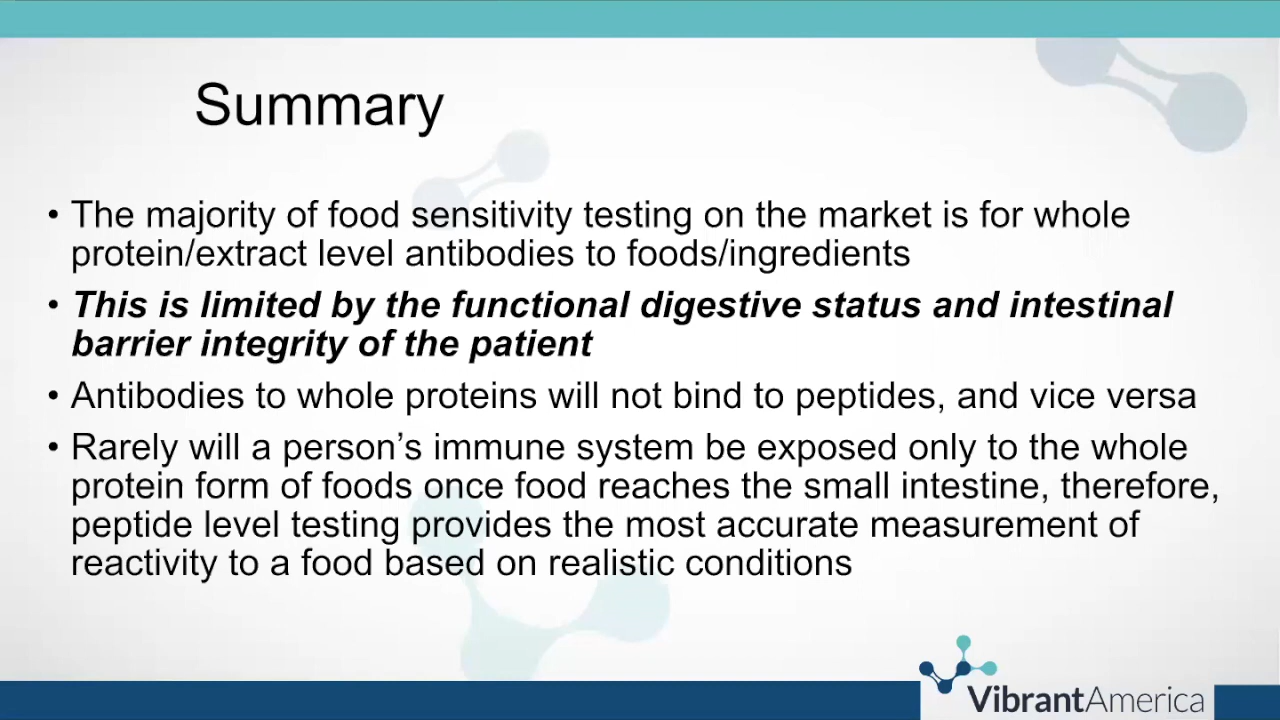 Summary
• The majority of food sensitivity testing on the market is for whole
protein/extract level antibodies to foods/ingredients
• This is limited by the functional digestive status and intestinal
barrier integrity of the patient
• Antibodies to whole proteins will not bind to peptides, and vice versa
• Rarely will a person’s immune system be exposed only to the whole
protein form of foods once food reaches the small intestine, therefore,
peptide level testing provides the most accurate measurement of
reactivity to a food based on realistic conditions
VibrantAmerica